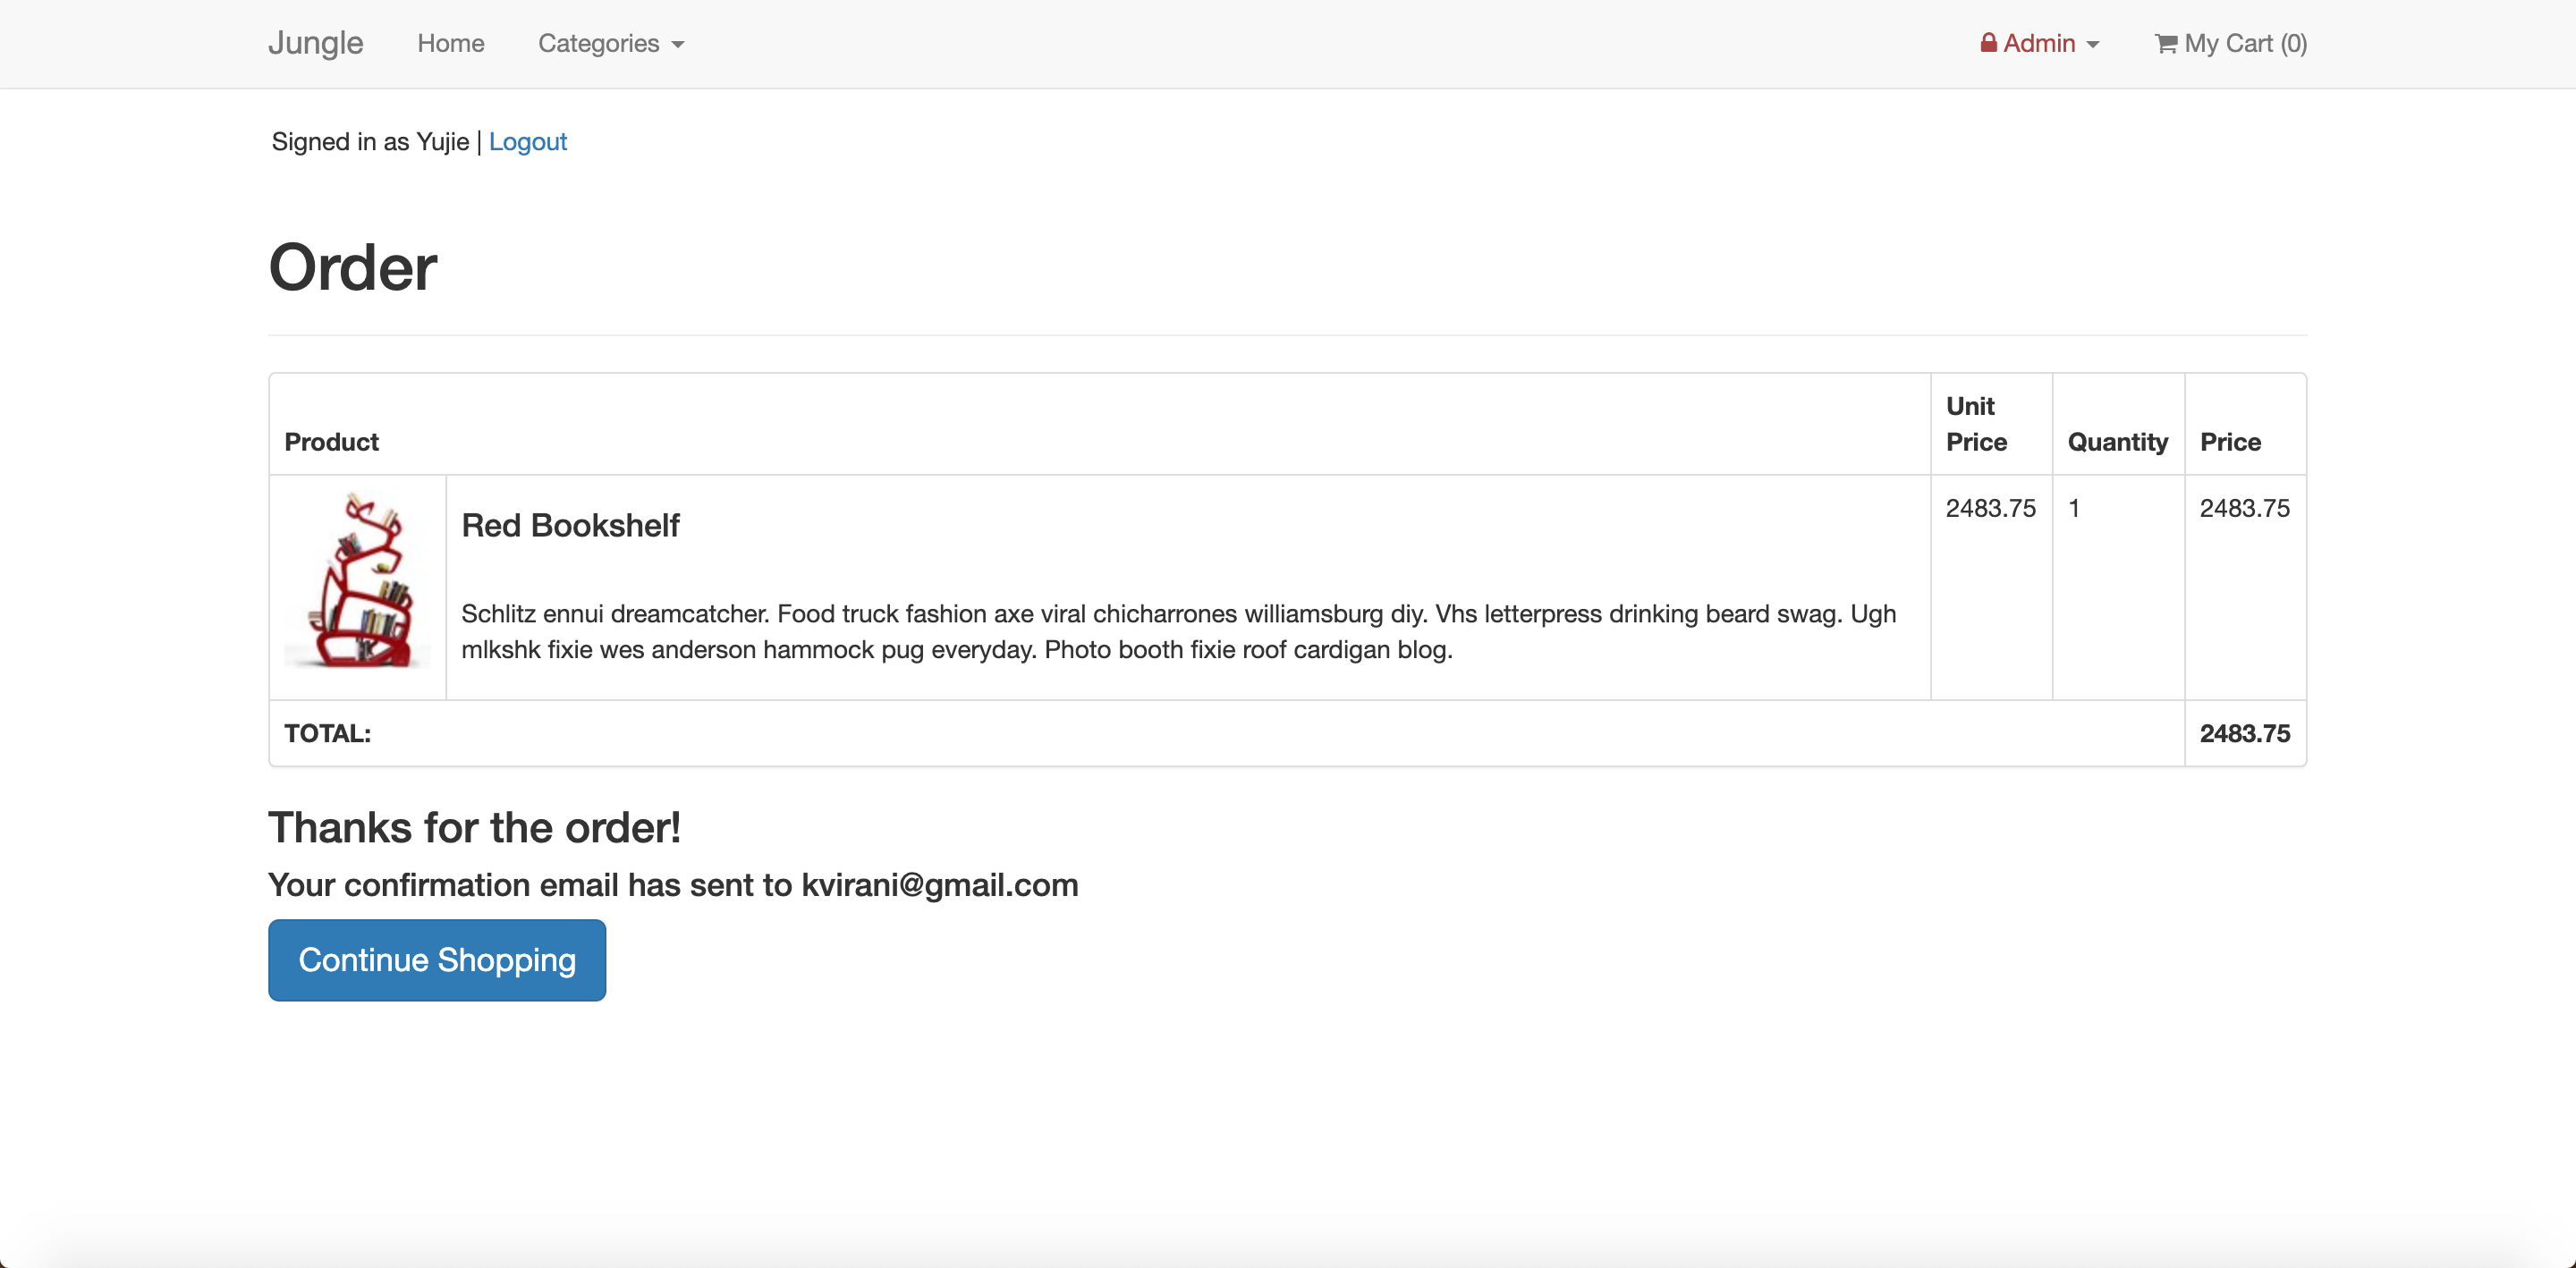 Jungle Home Categories Admin My Cart (0)
Signed in as Yujie | Logout
Order
Product Unit Price Quantity Price
Red Bookshelf 2483.75 1 2483.75
Schlitz ennui dreamcatcher. Food truck fashion axe viral chicharrones williamsburg diy. Vhs letterpress drinking beard swag. Ugh
mlkshk fixie wes anderson hammock pug everyday. Photo booth fixie roof cardigan blog.
TOTAL: 2483.75
Thanks for the order!
Your confirmation email has sent to kvirani@gmail.com
Continue Shopping